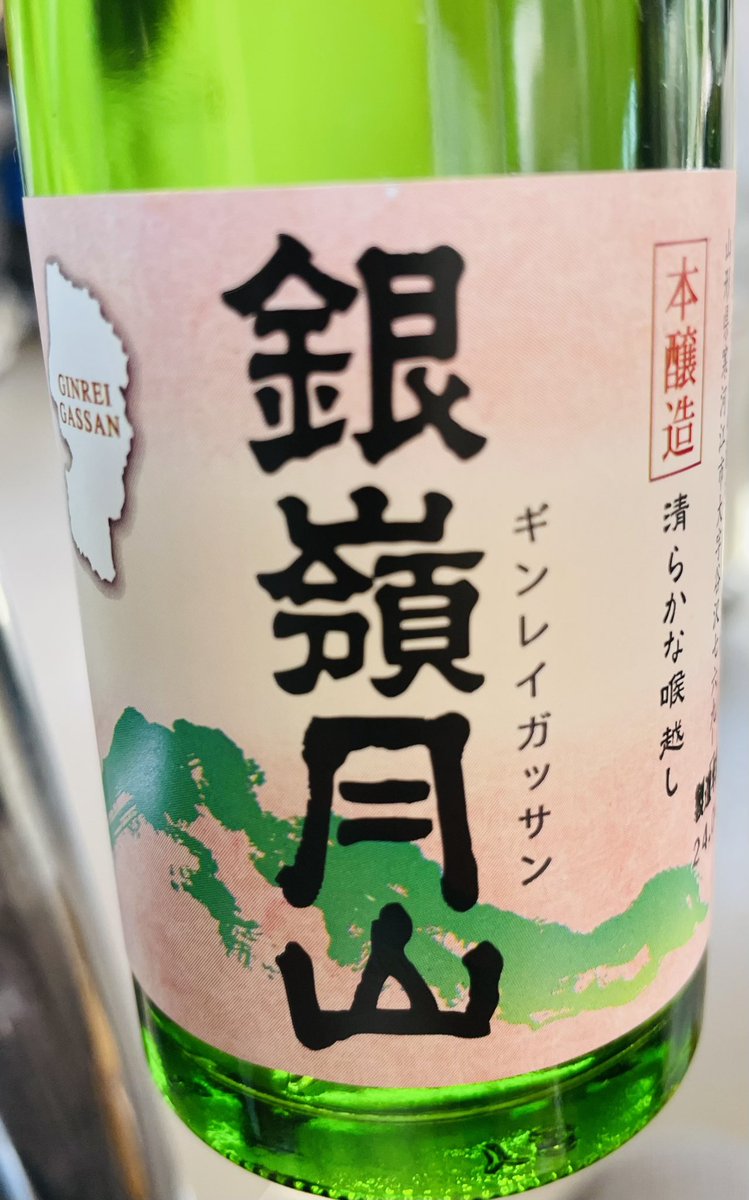 銀嶺月山
ギンレイガッサン
本醸造
清らかな喉越し
GINREI
GASSAN
24.